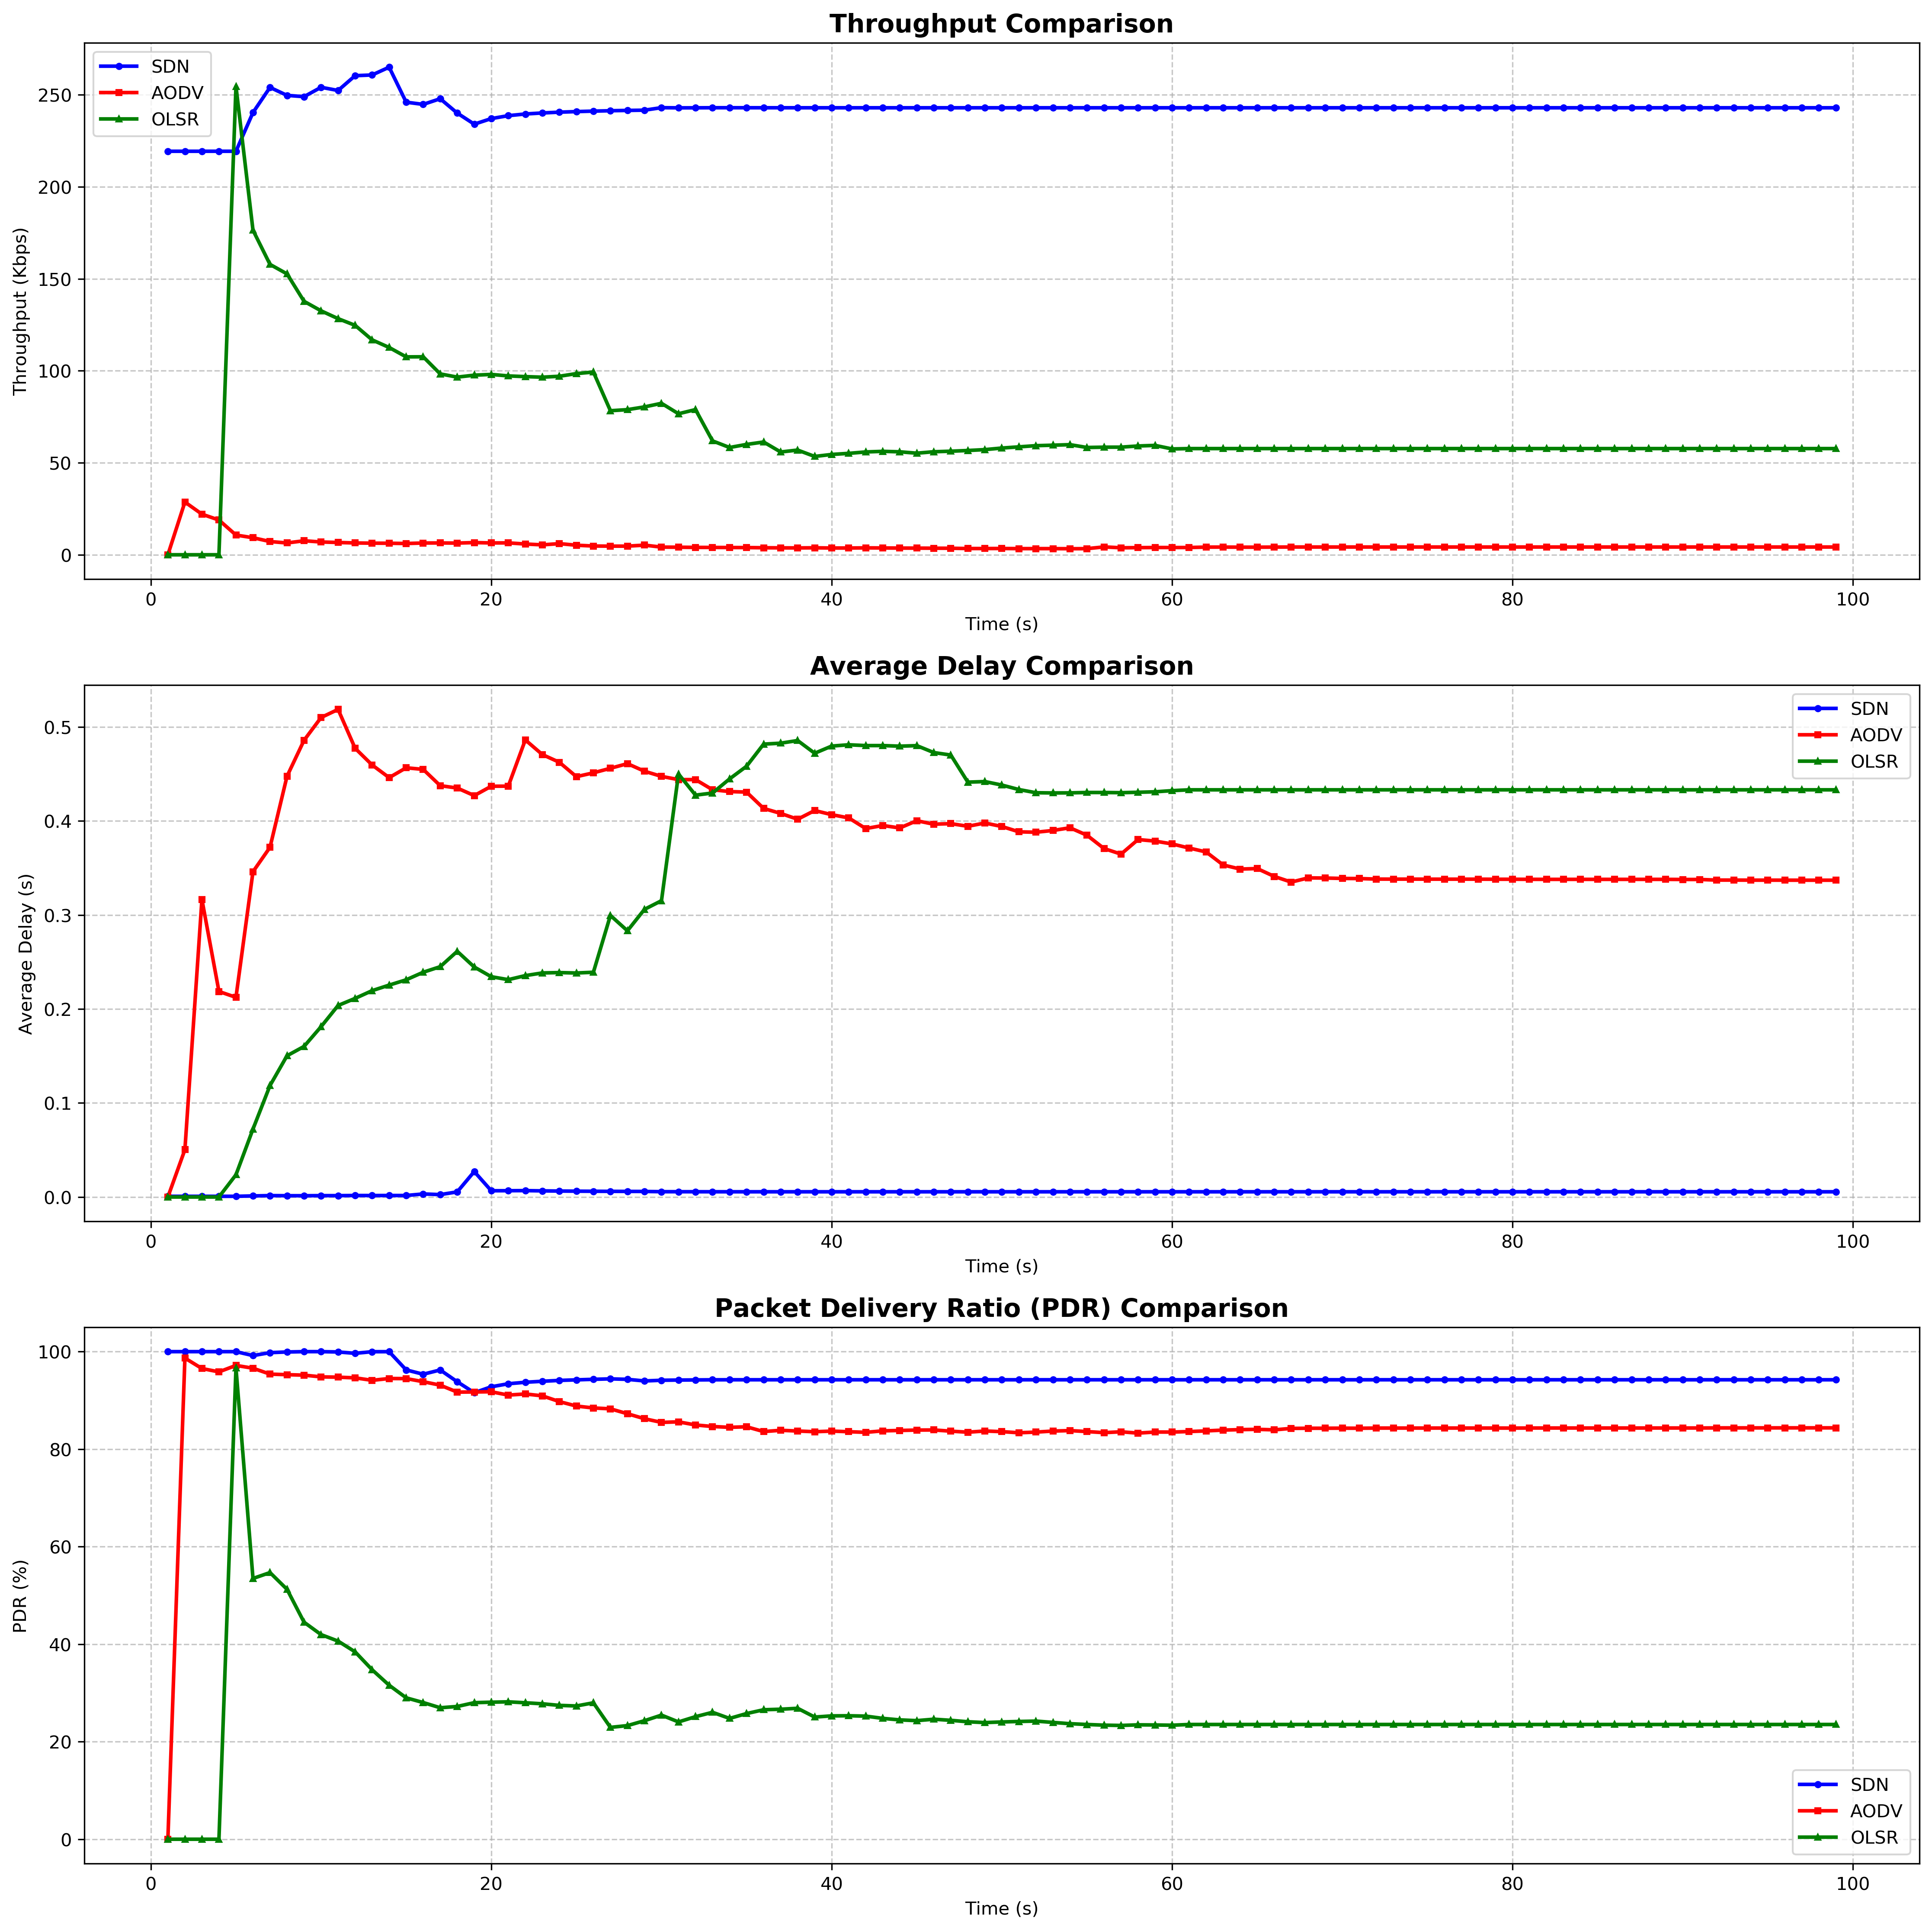 Throughput Comparison
SDN
AODV
OLSR
250
200
150
100
50
0
Throughput (Kbps)
0 20 40 60 80 100
Time (s)
Average Delay Comparison
SDN
AODV
OLSR
0.5
0.4
0.3
0.2
0.1
0.0
Average Delay (s)
0 20 40 60 80 100
Time (s)
Packet Delivery Ratio (PDR) Comparison
100
80
60
40
20
0
PDR (%)
SDN
AODV
OLSR
0 20 40 60 80 100
Time (s)